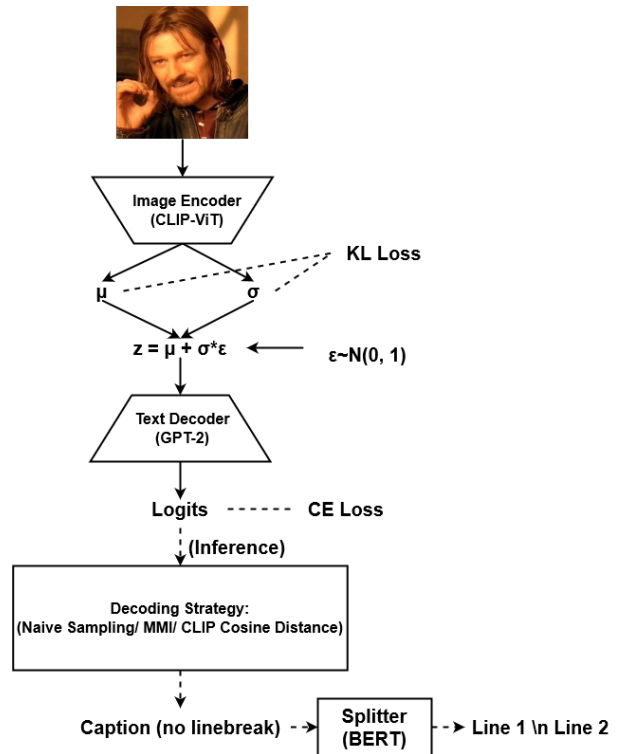 Image Encoder
(CLIP-ViT)
KL Loss
μ
σ
z = μ + σ*ε
ε~N(0, 1)
Text Decoder
(GPT-2)
Logits
CE Loss
(Inference)
Decoding Strategy:
(Naive Sampling/ MMI/ CLIP Cosine Distance)
Caption (no linebreak)
Splitter
(BERT)
Line 1 \n Line 2